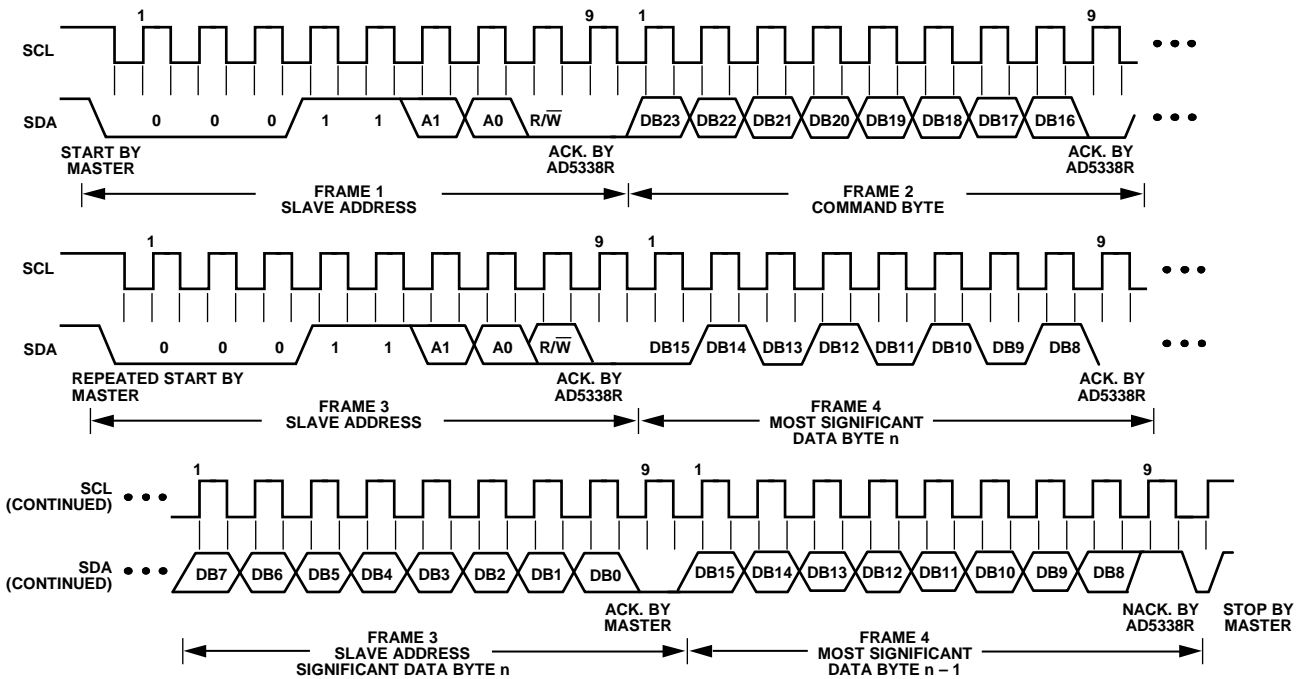 1 9 1 9
SCL
SDA 0 0 0 1 1 A1 A0 R/W̅ DB23 DB22 DB21 DB20 DB19 DB18 DB17 DB16
START BY
MASTER
ACK. BY
AD5338R
ACK. BY
AD5338R
FRAME 1
SLAVE ADDRESS
FRAME 2
COMMAND BYTE
1 9 1 9
SCL
SDA 0 0 0 1 1 A1 A0 R/W̅ DB15 DB14 DB13 DB12 DB11 DB10 DB9 DB8
REPEATED START BY
MASTER
ACK. BY
AD5338R
ACK. BY
AD5338R
FRAME 3
SLAVE ADDRESS
FRAME 4
MOST SIGNIFICANT
DATA BYTE n
1 9 1 9
SCL
(CONTINUED)
SDA
(CONTINUED)
DB7 DB6 DB5 DB4 DB3 DB2 DB1 DB0 DB15 DB14 DB13 DB12 DB11 DB10 DB9 DB8
ACK. BY
MASTER
NACK. BY
AD5338R
STOP BY
MASTER
FRAME 3
SLAVE ADDRESS
SIGNIFICANT DATA BYTE n
FRAME 4
MOST SIGNIFICANT
DATA BYTE n – 1